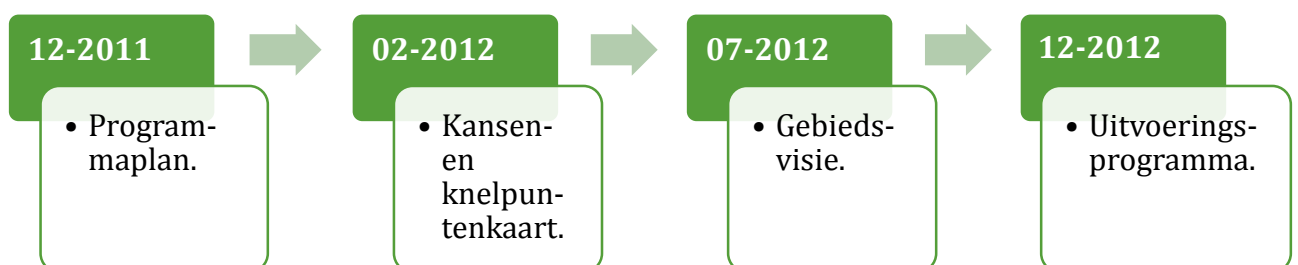 12-2011
• Program-
maplan.
02-2012
• Kansen-
en
knelpun-
tenkaart.
07-2012
• Gebieds-
visie.
12-2012
• Uitvoerings-
programma.